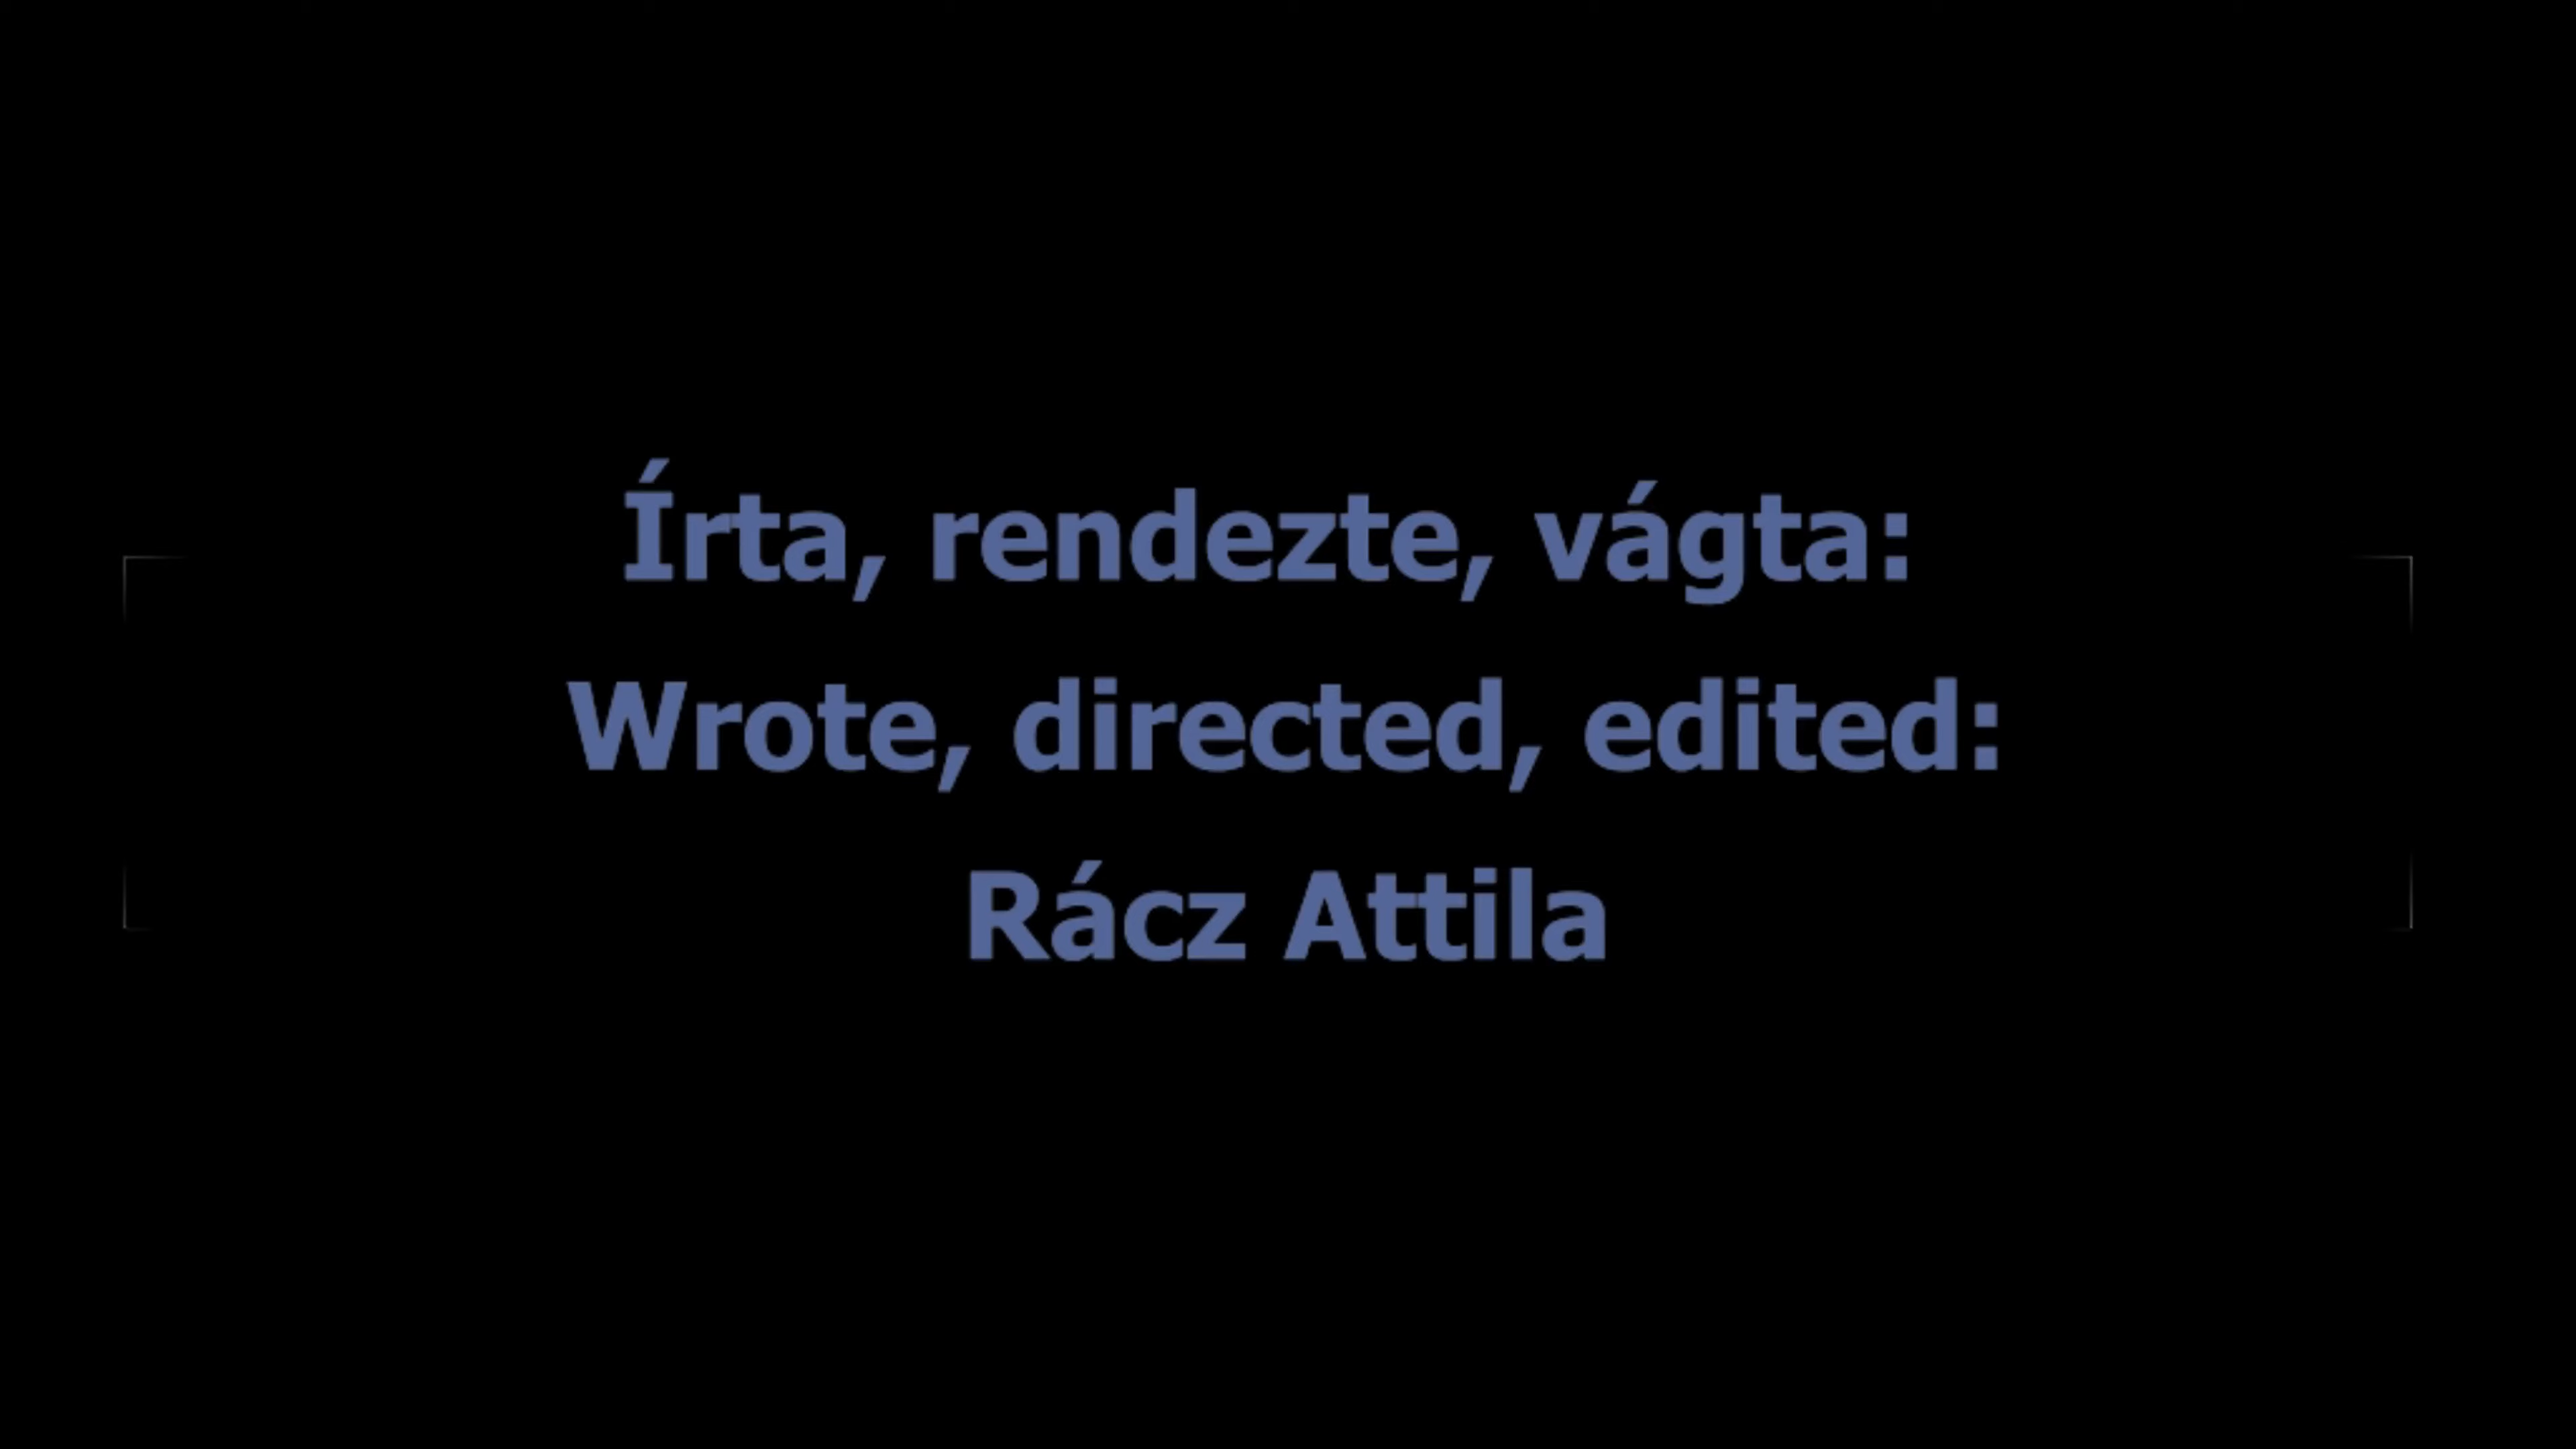 Írta, rendezte, vágta:
Wrote, directed, edited:
Rácz Attila